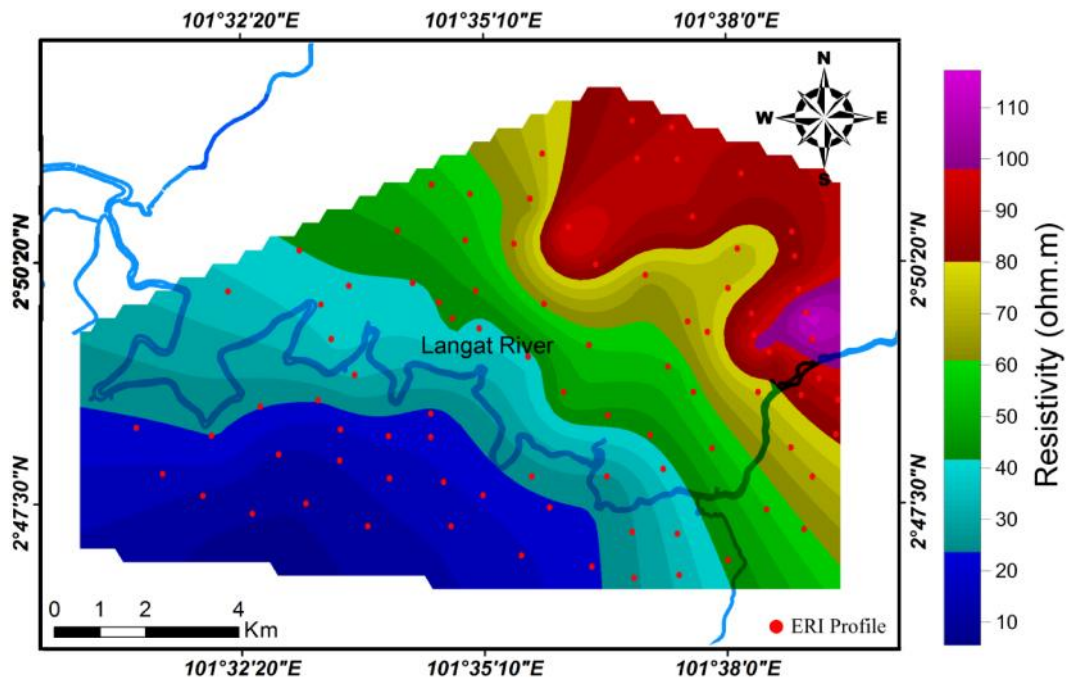 101°32'20"E 101°35'10"E 101°38'0"E
N
W E
S
2°50'20"N
2°50'20"N
Langat River
2°47'30"N
2°47'30"N
0 1 2 4
Km
ERI Profile
101°32'20"E 101°35'10"E 101°38'0"E
110
100
90
80
70
60
50
40
30
20
10
Resistivity (ohm.m)